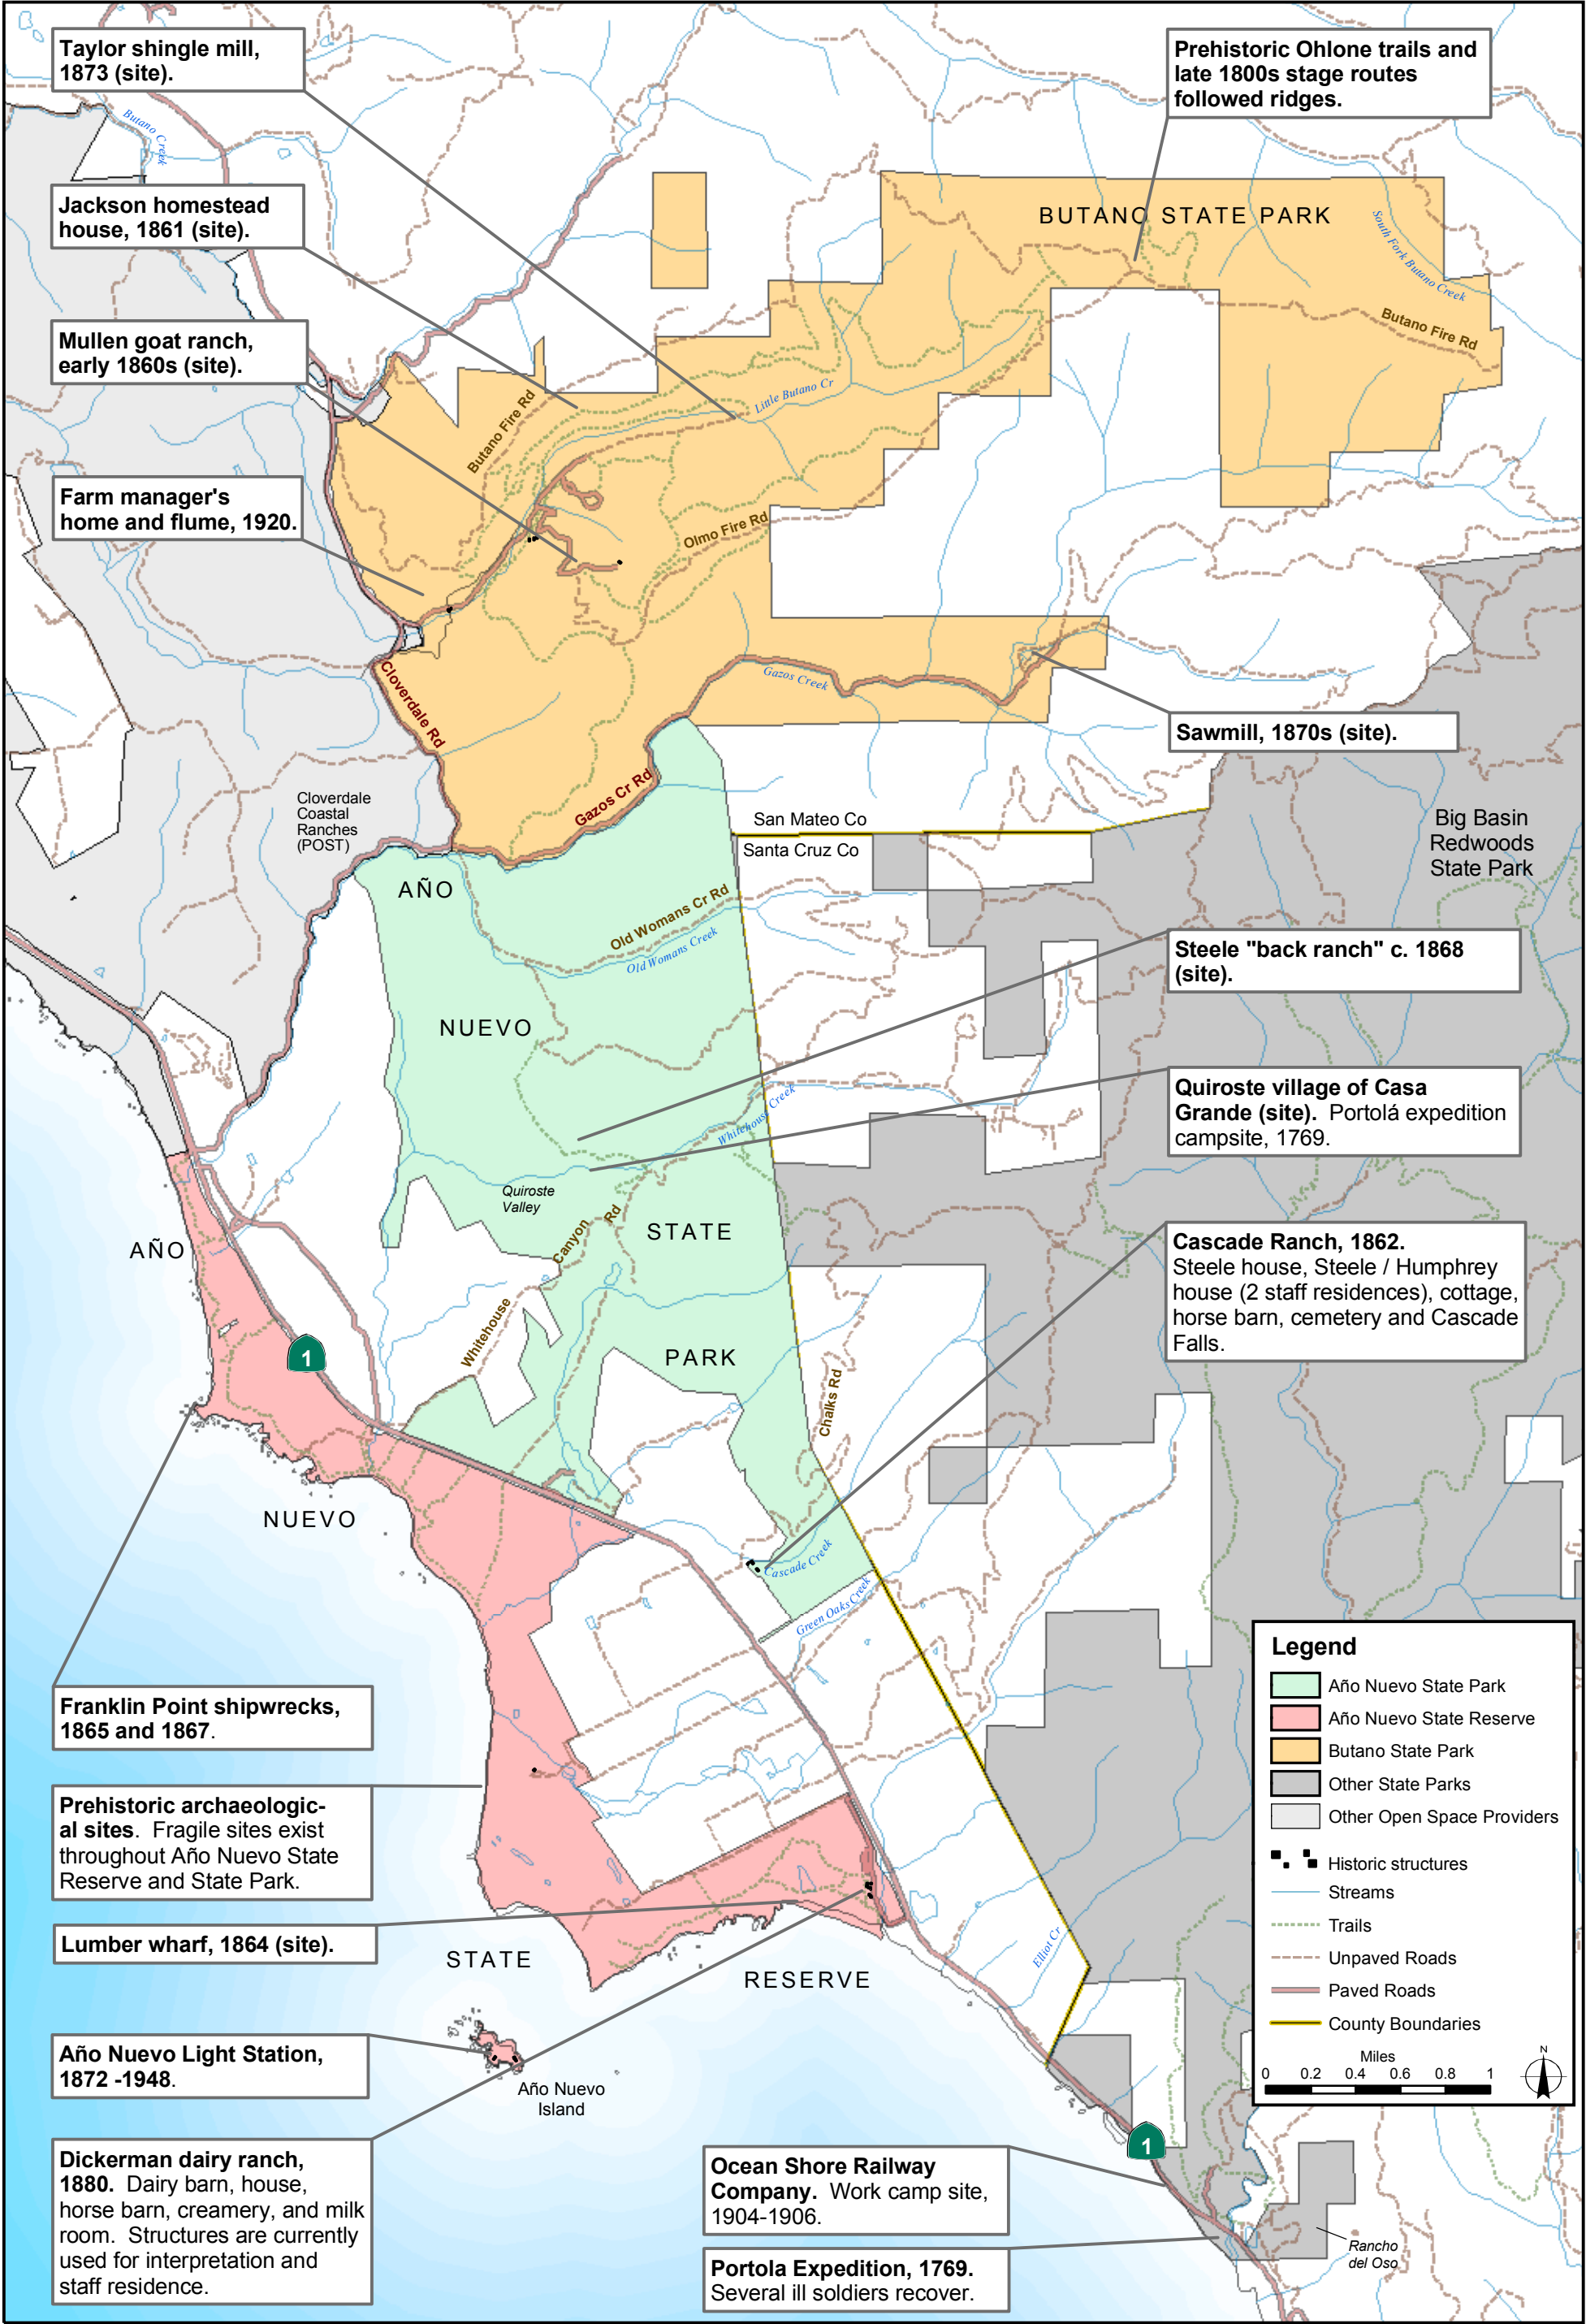 Taylor shingle mill,
1873 (site).
Prehistoric Ohlone trails and
late 1800s stage routes
followed ridges.
Butano
Creek
Jackson homestead
house, 1861 (site).
BUTANO STATE PARK
South Fork Butano Creek
Butano Fire Rd
Mullen goat ranch,
early 1860s (site).
Little Butano Cr
Butano Fire Rd
Farm manager's
home and flume, 1920.
Olmo Fire Rd
Cloverdale Rd
Gazos Creek
Sawmill, 1870s (site).
Gazos Cr Rd
Cloverdale
Coastal
Ranches
(POST)
San Mateo Co
Santa Cruz Co
Big Basin
Redwoods
State Park
AÑO
Old Womans Cr Rd
Old Womans Creek
Steele "back ranch" c. 1868
(site).
NUEVO
Quiroste village of Casa
Grande (site). Portolá expedition
campsite, 1769.
Whitehouse Creek
Quiroste
Valley
STATE
Whitehouse
Canyon
Rd
AÑO
Cascade Ranch, 1862.
Steele house, Steele / Humphrey
house (2 staff residences), cottage,
horse barn, cemetery and Cascade
Falls.
1
PARK
Chalks Rd
NUEVO
Cascade Creek
Green Oaks Creek
Franklin Point shipwrecks,
1865 and 1867.
Prehistoric archaeologic-
al sites. Fragile sites exist
throughout Año Nuevo State
Reserve and State Park.
Lumber wharf, 1864 (site).
STATE
RESERVE
Elliot Cr
Año Nuevo Light Station,
1872 -1948.
Año Nuevo
Island
Dickerman dairy ranch,
1880. Dairy barn, house,
horse barn, creamery, and milk
room. Structures are currently
used for interpretation and
staff residence.
Ocean Shore Railway
Company. Work camp site,
1904-1906.
Portola Expedition, 1769.
Several ill soldiers recover.
1
Rancho
del Oso
Legend
Año Nuevo State Park
Año Nuevo State Reserve
Butano State Park
Other State Parks
Other Open Space Providers
Historic structures
Streams
Trails
Unpaved Roads
Paved Roads
County Boundaries
Miles
0 0.2 0.4 0.6 0.8 1
N